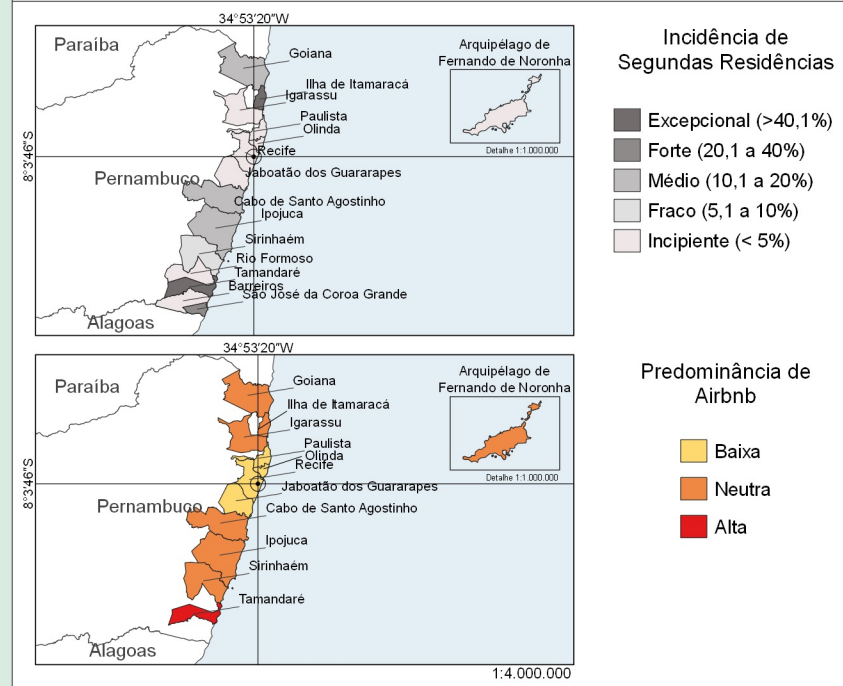 34°53'20"W
Paraíba
Goiana
Arquipélago de
Fernando de Noronha
Ilha de Itamaracá
Igarassu
Paulista
Olinda
Detalhe 1:1.000.000
Recife
8°3'46"S
Pernambuco
Jaboatão dos Guararapes
Cabo de Santo Agostinho
Ipojuca
Sirinhaém
Rio Formoso
Tamandaré
Barreiros
São José da Coroa Grande
Alagoas
Incidência de
Segundas Residências
Excepcional (>40,1%)
Forte (20,1 a 40%)
Médio (10,1 a 20%)
Fraco (5,1 a 10%)
Incipiente (< 5%)
34°53'20"W
Paraíba
Goiana
Arquipélago de
Fernando de Noronha
Ilha de Itamaracá
Igarassu
Paulista
Olinda
Recife
Detalhe 1:1.000.000
8°3'46"S
Jaboatão dos Guararapes
Pernambuco
Cabo de Santo Agostinho
Ipojuca
Sirinhaém
Tamandaré
Alagoas
1:4.000.000
Predominância de
Airbnb
Baixa
Neutra
Alta